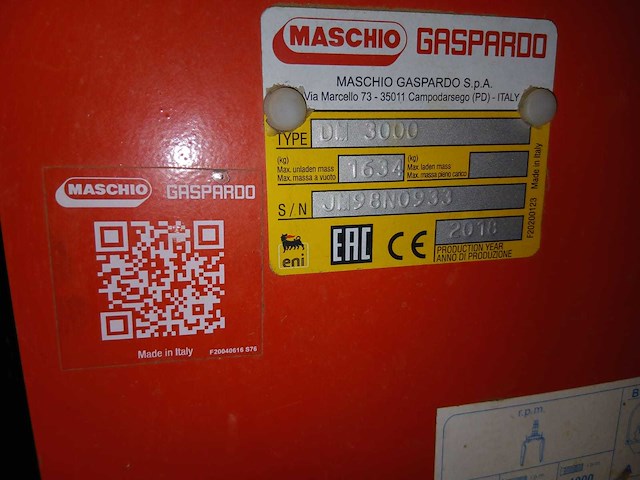 MASCHIO GASPARDO
MASCHIO GASPARDO S.p.A.
Via Marcello 73 - 35011 Campodarsego (PD) - ITALY
TYPE DM 3000
(kg)
Max. unladen mass
Max. massa a vuoto
1634
(kg)
Max. laden mass
Max. massa pieno carico
S/N JM98N0933
eni
EAC CE
2018
PRODUCTION YEAR
ANNO DI PRODUZIONE
F20200123 Made in Italy
MASCHIO GASPARDO
Made in Italy F20040616 S76
r.p.m.